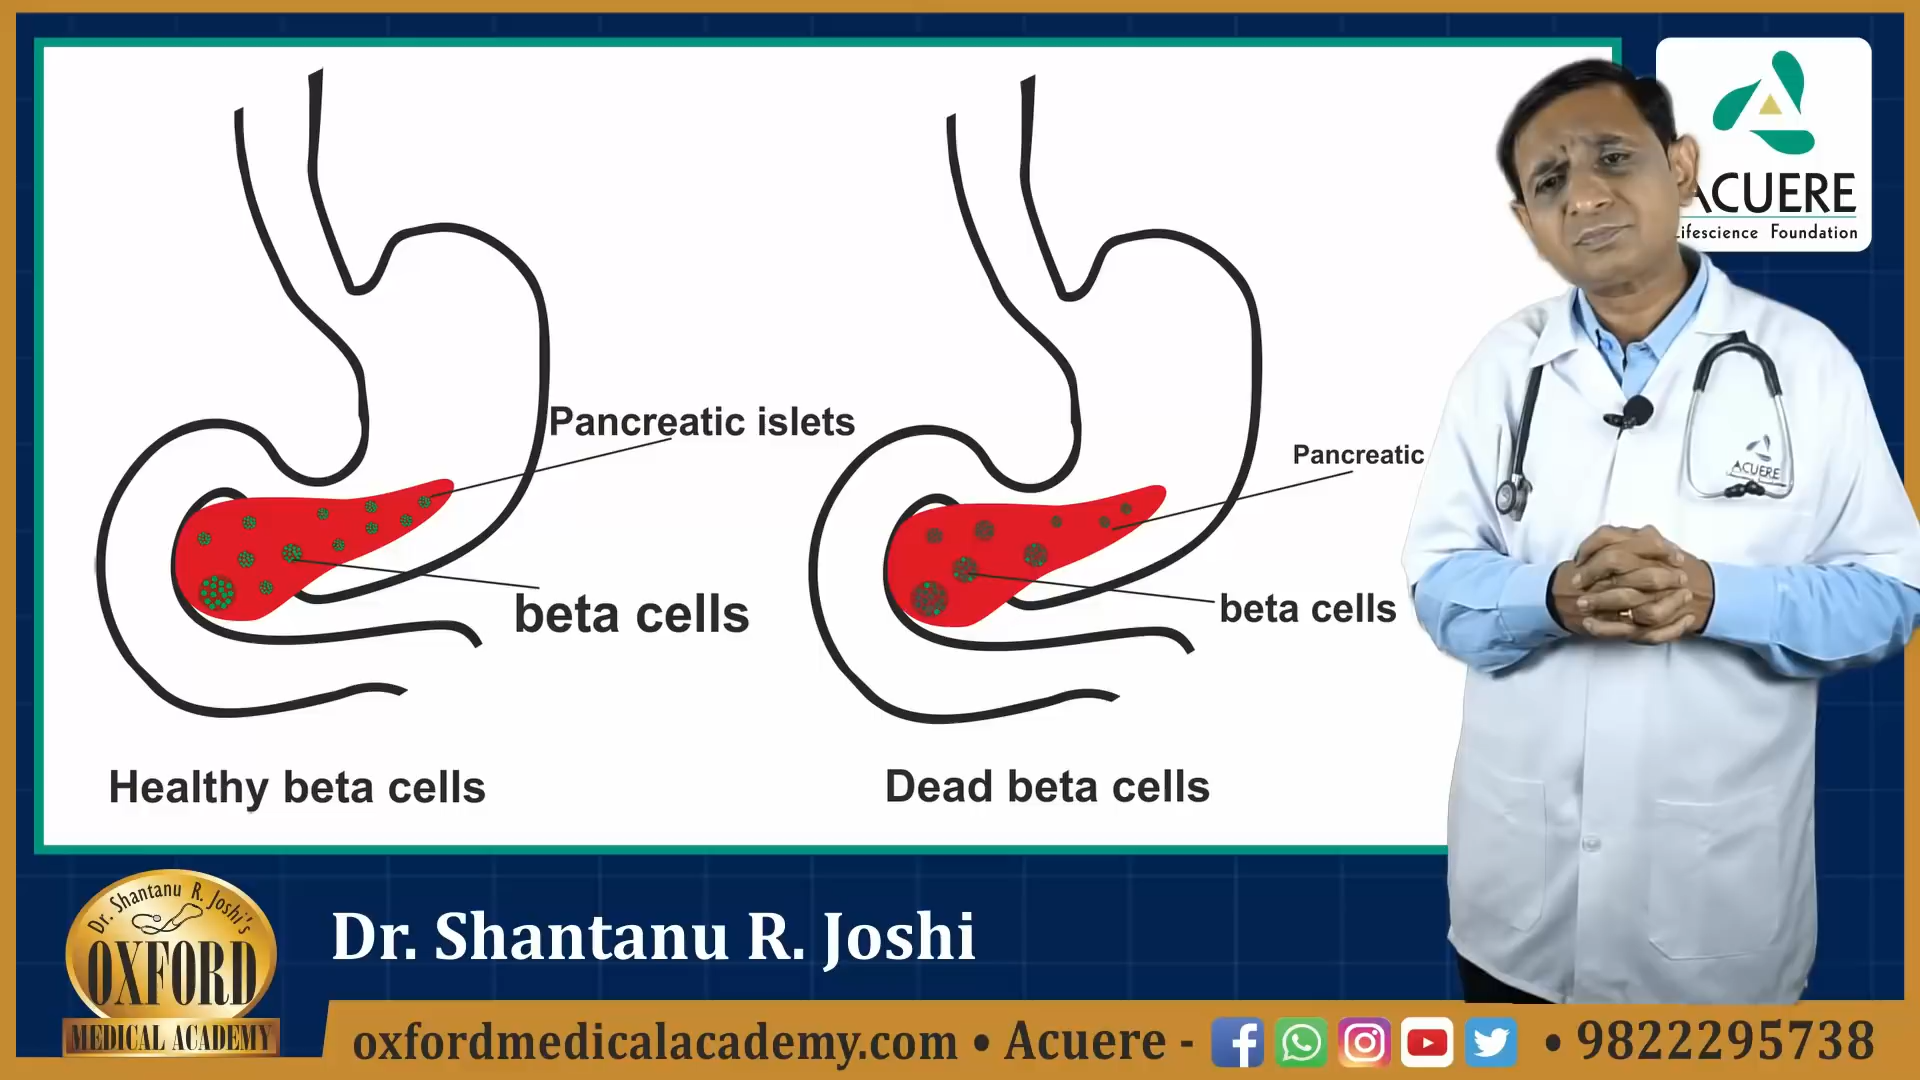 Pancreatic islets
beta cells
Healthy beta cells
Pancreatic
beta cells
Dead beta cells
ACUERE
Lifescience Foundation
ACUERE
Dr. Shantanu R. Joshi's
OXFORD
MEDICAL ACADEMY
Dr. Shantanu R. Joshi
oxfordmedicalacademy.com • Acuere - • 9822295738